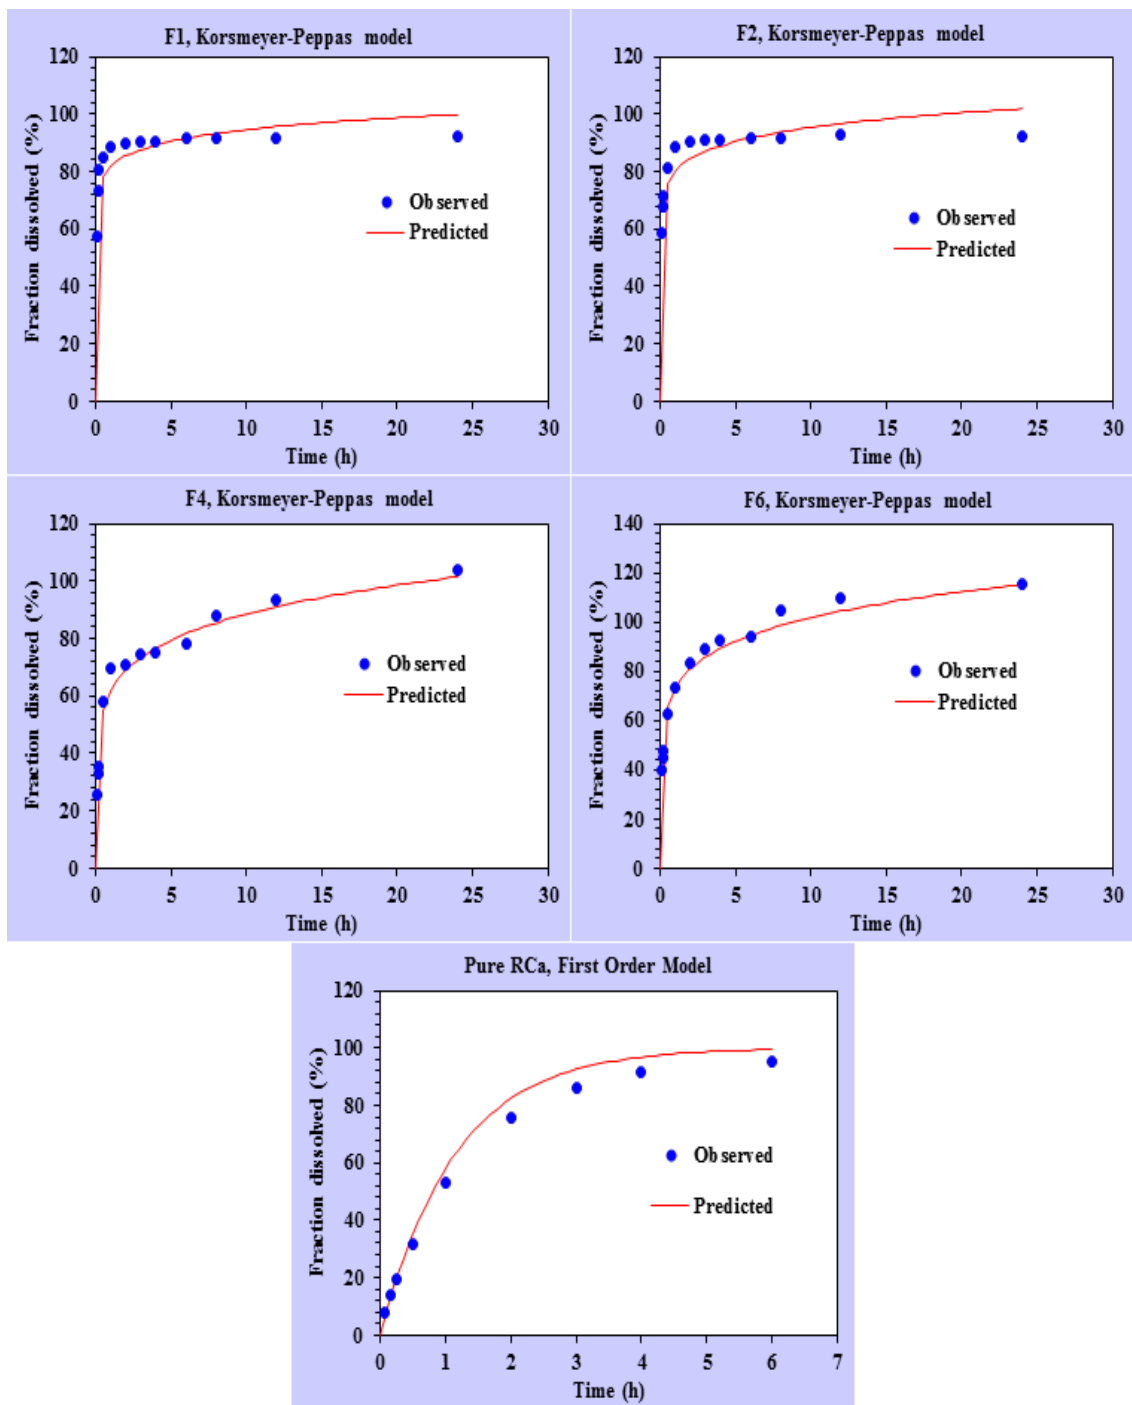 F1, Korsmeyer-Peppas model
Fraction dissolved (%)
120
100
80
60
40
20
0
Observed
Predicted
0 5 10 15 20 25 30
Time (h)
F2, Korsmeyer-Peppas model
Fraction dissolved (%)
120
100
80
60
40
20
0
Observed
Predicted
0 5 10 15 20 25 30
Time (h)
F4, Korsmeyer-Peppas model
Fraction dissolved (%)
120
100
80
60
40
20
0
Observed
Predicted
0 5 10 15 20 25 30
Time (h)
F6, Korsmeyer-Peppas model
Fraction dissolved (%)
140
120
100
80
60
40
20
0
Observed
Predicted
0 5 10 15 20 25 30
Time (h)
Pure RCa, First Order Model
Fraction dissolved (%)
120
100
80
60
40
20
0
Observed
Predicted
0 1 2 3 4 5 6 7
Time (h)